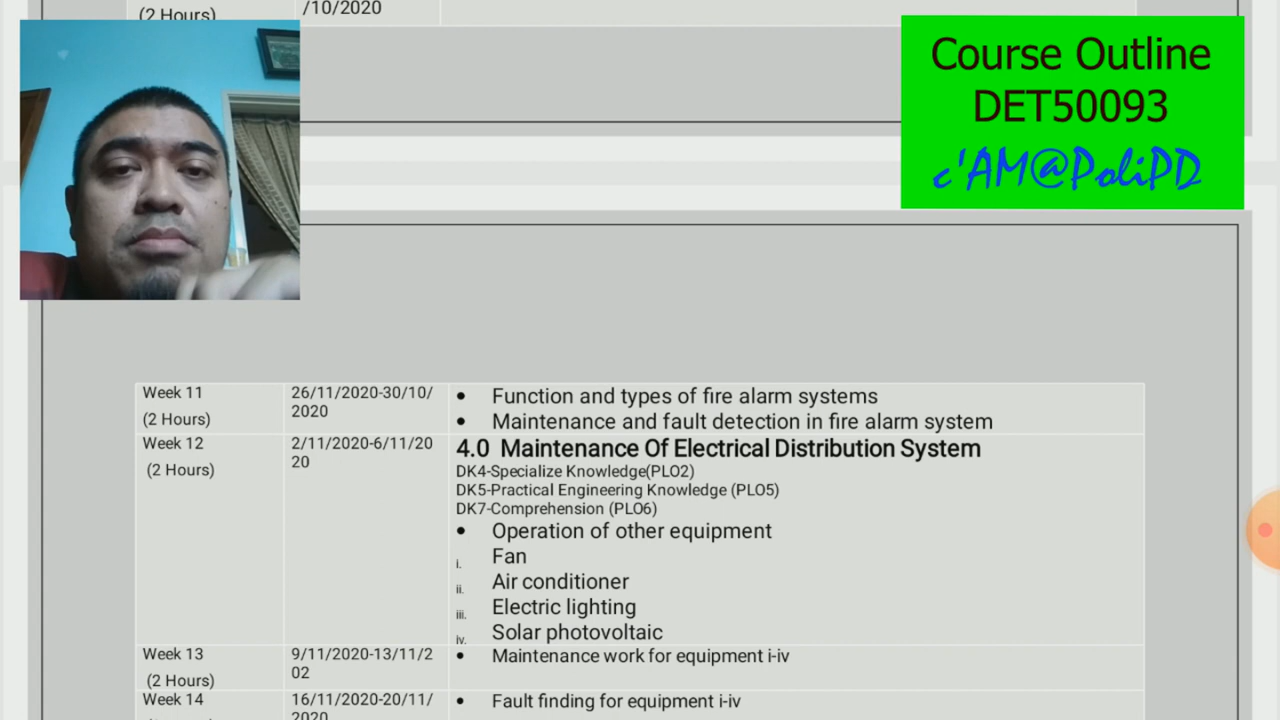 (2 Hours)
/10/2020
Course Outline
DET50093
c'AM@PoliPD
Week 11
(2 Hours)
26/11/2020-30/10/
2020
• Function and types of fire alarm systems
• Maintenance and fault detection in fire alarm system
Week 12
(2 Hours)
2/11/2020-6/11/20
20
4.0 Maintenance Of Electrical Distribution System
DK4-Specialize Knowledge(PLO2)
DK5-Practical Engineering Knowledge (PLO5)
DK7-Comprehension (PLO6)
• Operation of other equipment
i. Fan
ii. Air conditioner
iii. Electric lighting
iv. Solar photovoltaic
Week 13
(2 Hours)
9/11/2020-13/11/2
02
• Maintenance work for equipment i-iv
Week 14
16/11/2020-20/11/
2020
• Fault finding for equipment i-iv